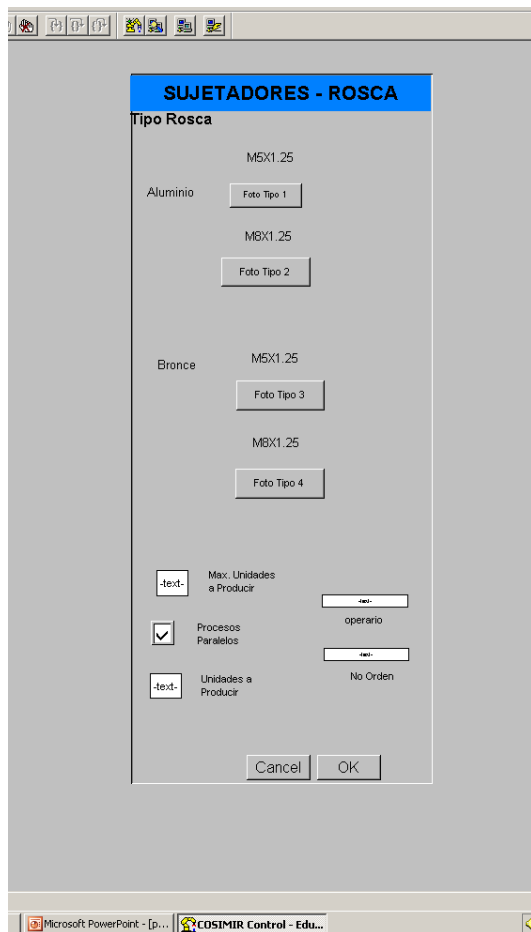 SUJETADORES - ROSCA
Tipo Rosca
M5X1.25
Aluminio
Foto Tipo 1
M8X1.25
Foto Tipo 2
Bronce
M5X1.25
Foto Tipo 3
M8X1.25
Foto Tipo 4
-text-
Max. Unidades
a Producir
-text-
operario
Procesos
Paralelos
-text-
No Orden
-text-
Unidades a
Producir
Cancel
OK
Microsoft PowerPoint - [p...
COSIMIR Control - Edu...